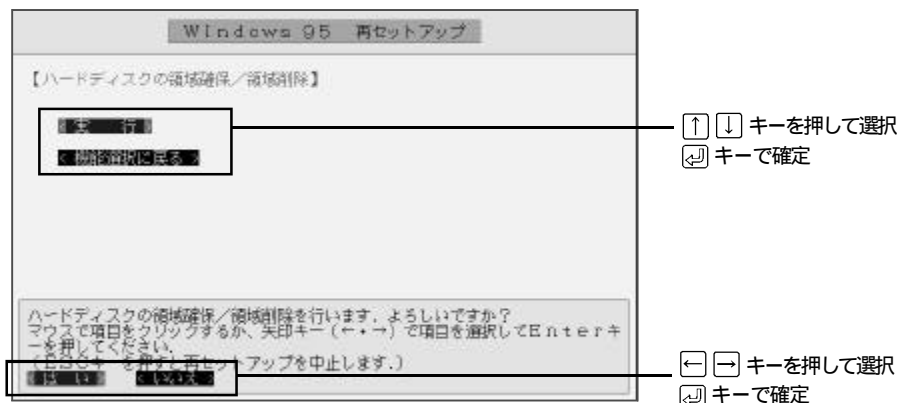 Windows 95 再セットアップ
【ハードディスクの領域確保/領域削除】
実 行
<機能選択に戻る>
↑ ↓ キーを押して選択
↵ キーで確定
ハードディスクの領域確保/領域削除を行います。よろしいですか?
マウスで項目をクリックするか、矢印キー(←・→)で項目を選択してEnterキ
ーを押してください。
(ESCキーを押すと再セットアップを中止します.)
はい <いいえ>
← → キーを押して選択
↵ キーで確定